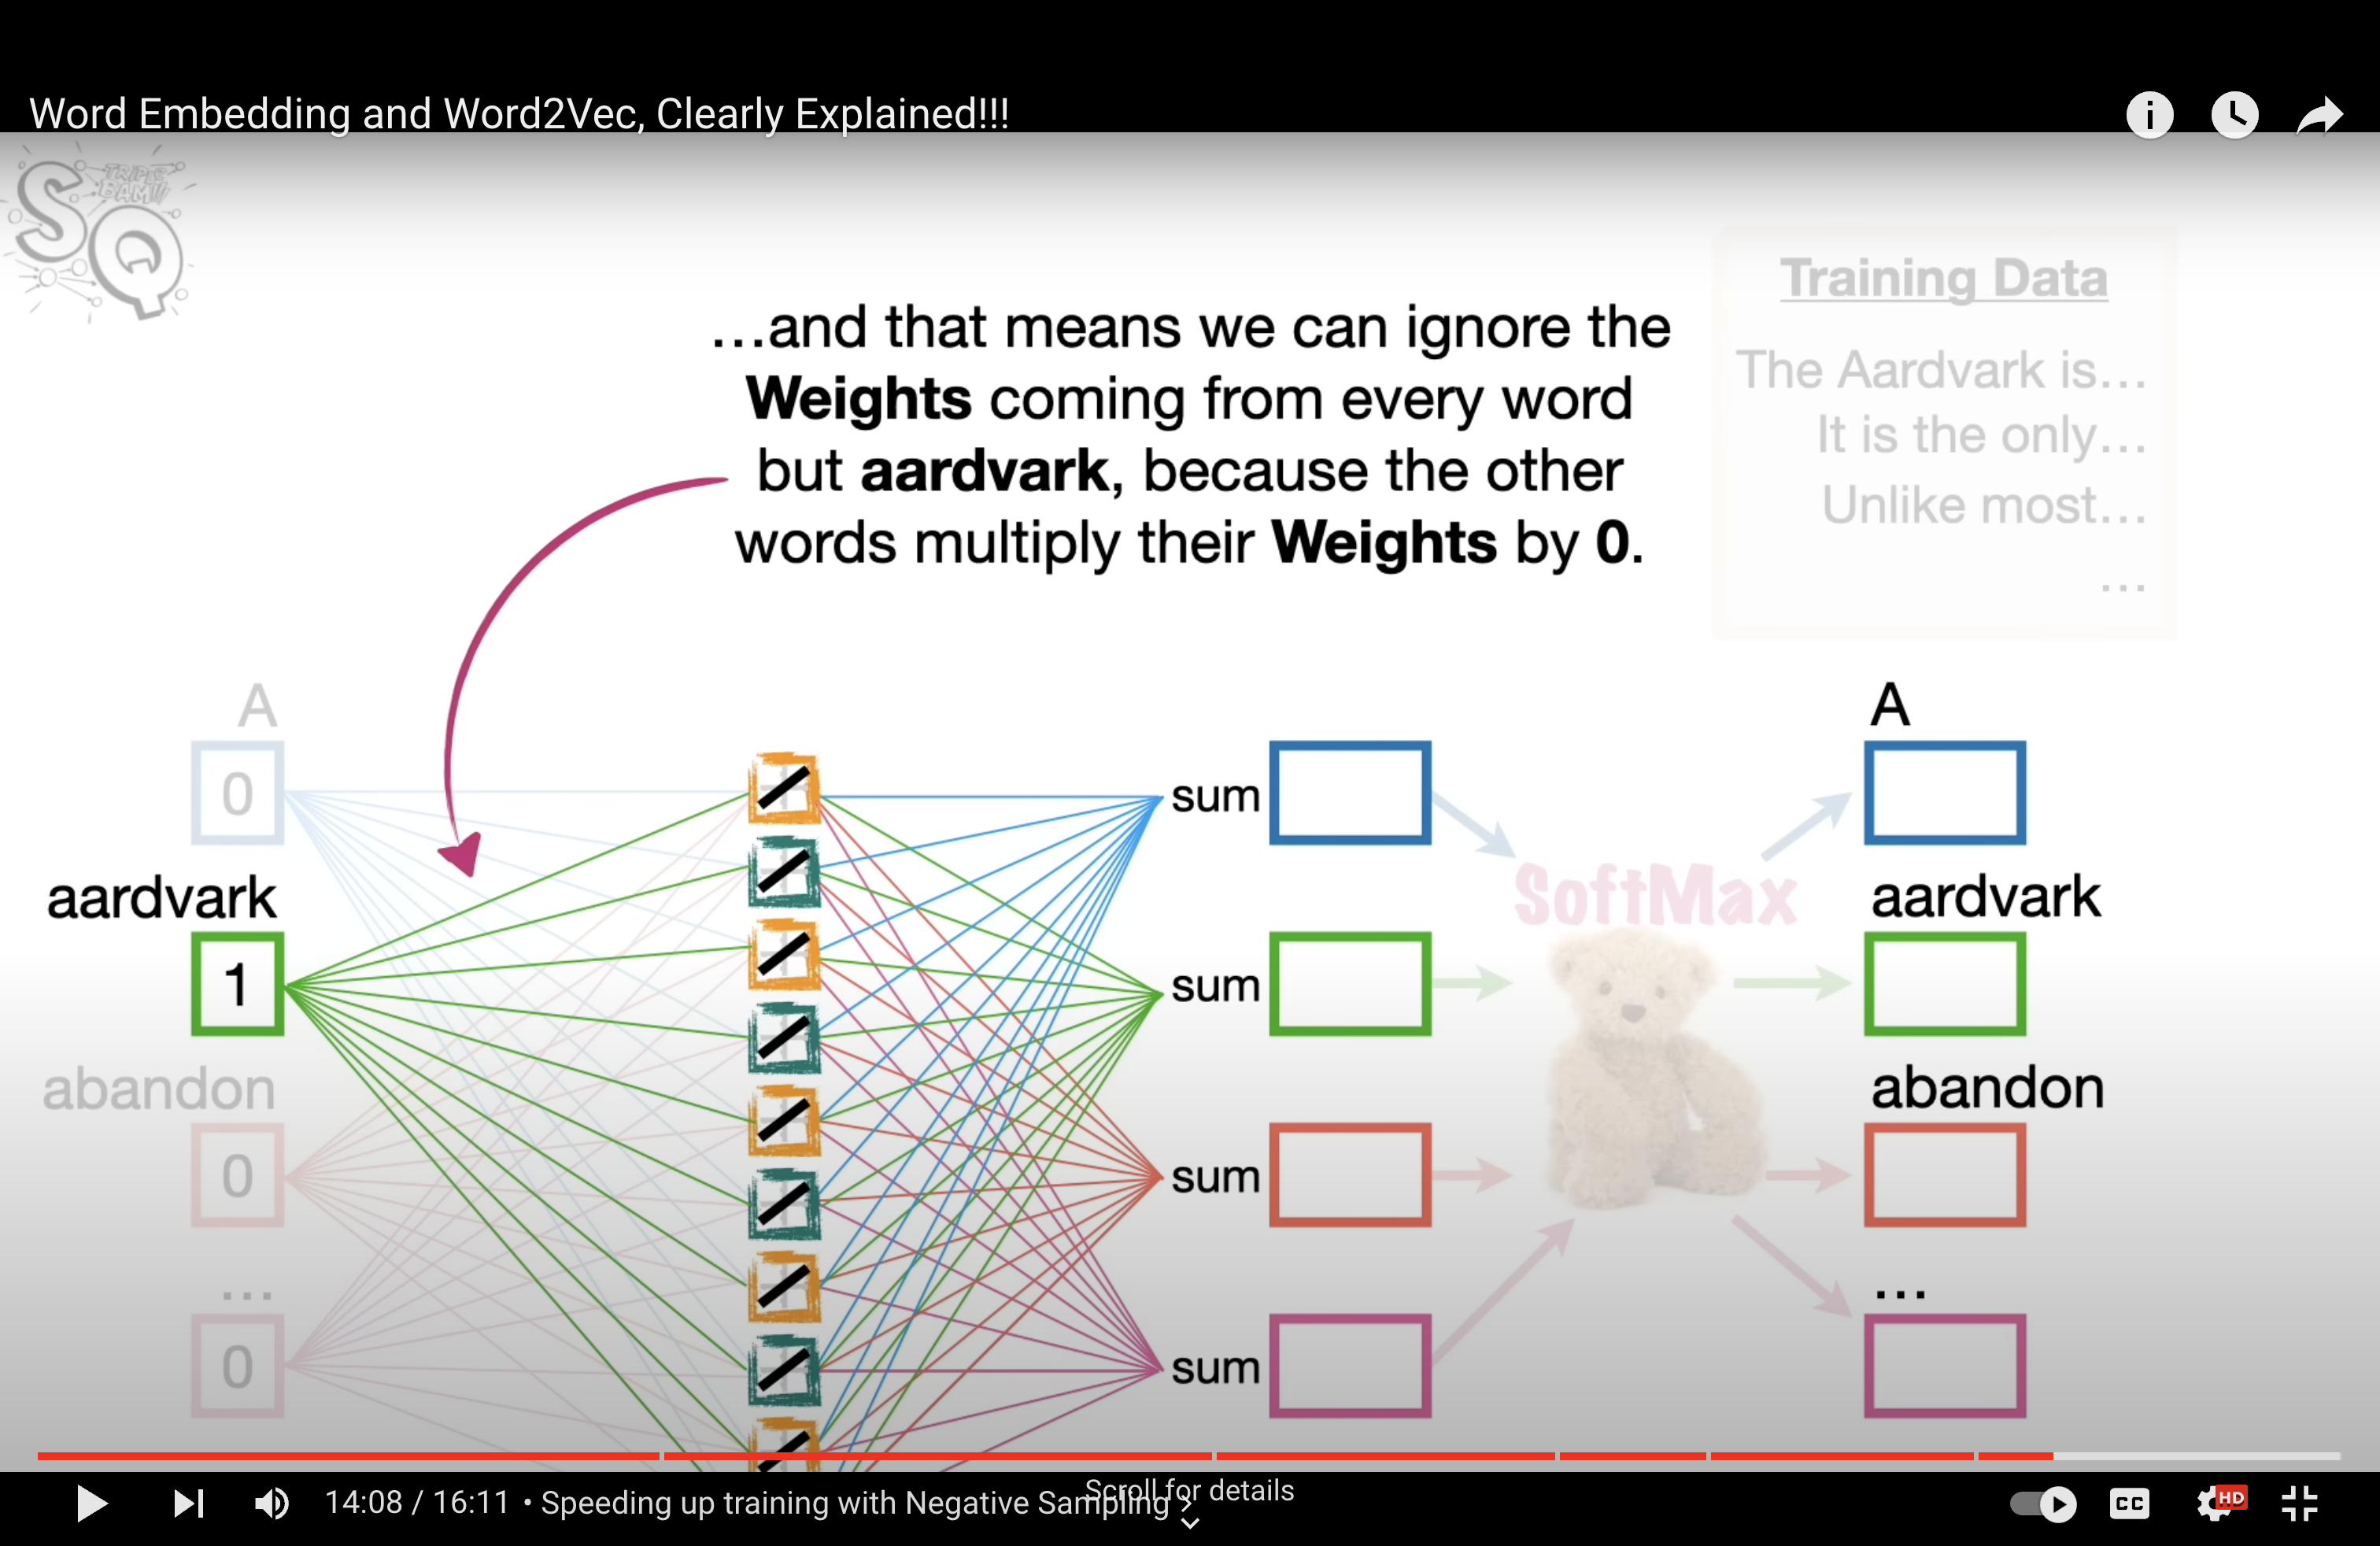 Word Embedding and Word2Vec, Clearly Explained!!!
SQ
TRIPLE
BAM!!!
Training Data
The Aardvark is...
It is the only...
Unlike most...
...
...and that means we can ignore the
Weights coming from every word
but aardvark, because the other
words multiply their Weights by 0.
A
0
aardvark
1
abandon
0
...
0
sum
sum
sum
sum
SoftMax
A
aardvark
abandon
...
14:08 / 16:11 • Speeding up training with Negative Sampling
Scroll for details
CC
HD